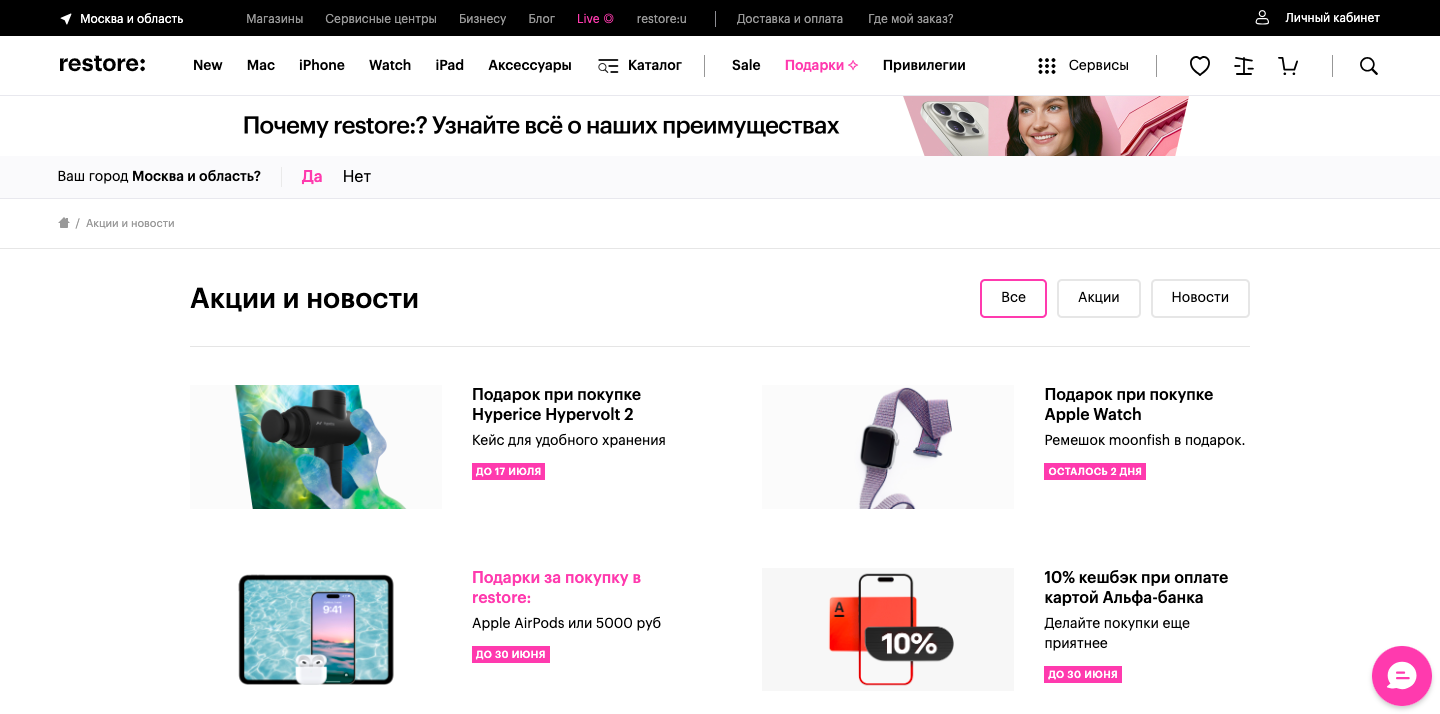 Москва и область
Магазины Сервисные центры Бизнесу Блог Live restore:u Доставка и оплата Где мой заказ?
Личный кабинет
restore: New Mac iPhone Watch iPad Аксессуары Каталог Sale Подарки Привилегии Сервисы
Почему restore:? Узнайте всё о наших преимуществах
Ваш город Москва и область? Да Нет
/ Акции и новости
Акции и новости
Все Акции Новости
Подарок при покупке
Hyperice Hypervolt 2
Кейс для удобного хранения
ДО 17 ИЮЛЯ
Подарок при покупке
Apple Watch
Ремешок moonfish в подарок.
ОСТАЛОСЬ 2 ДНЯ
9:41
Подарки за покупку в
restore:
Apple AirPods или 5000 руб
ДО 30 ИЮНЯ
А
10%
10% кешбэк при оплате
картой Альфа-банка
Делайте покупки еще
приятнее
ДО 30 ИЮНЯ